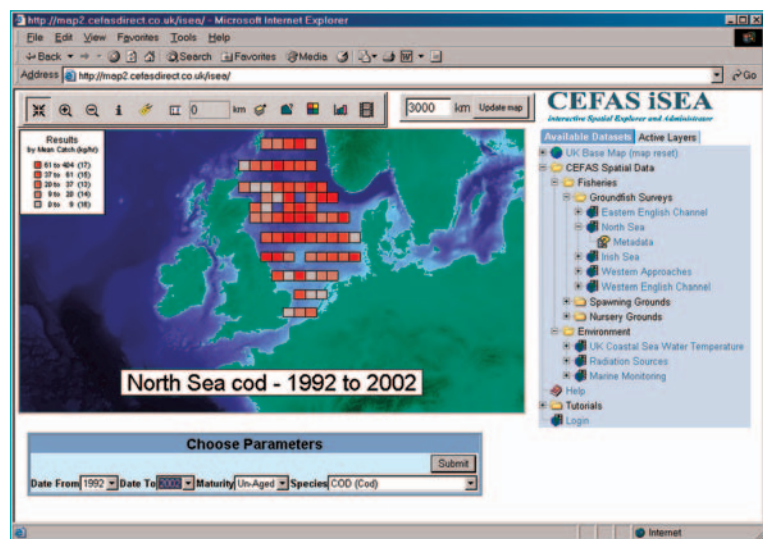 http://map2.cefasdirect.co.uk/isea/ - Microsoft Internet Explorer
File Edit View Favorites Tools Help
Back Search Favorites Media
Address http://map2.cefasdirect.co.uk/isea/ Go
0 km 3000 km Update map
CEFAS iSEA
interactive Spatial Explorer and Administrator
Available Datasets Active Layers
Results
by Mean Catch (kg/hr)
61 to 404 (17)
37 to 61 (15)
20 to 37 (13)
9 to 20 (14)
0 to 9 (16)
UK Base Map (map reset)
CEFAS Spatial Data
Fisheries
Groundfish Surveys
Eastern English Channel
North Sea
Metadata
Irish Sea
Western Approaches
Western English Channel
Spawning Grounds
Nursery Grounds
Environment
UK Coastal Sea Water Temperature
Radiation Sources
Marine Monitoring
Help
Tutorials
Login
North Sea cod - 1992 to 2002
Choose Parameters
Submit
Date From 1992 Date To 2002 Maturity Un-Aged Species COD (Cod)
Internet